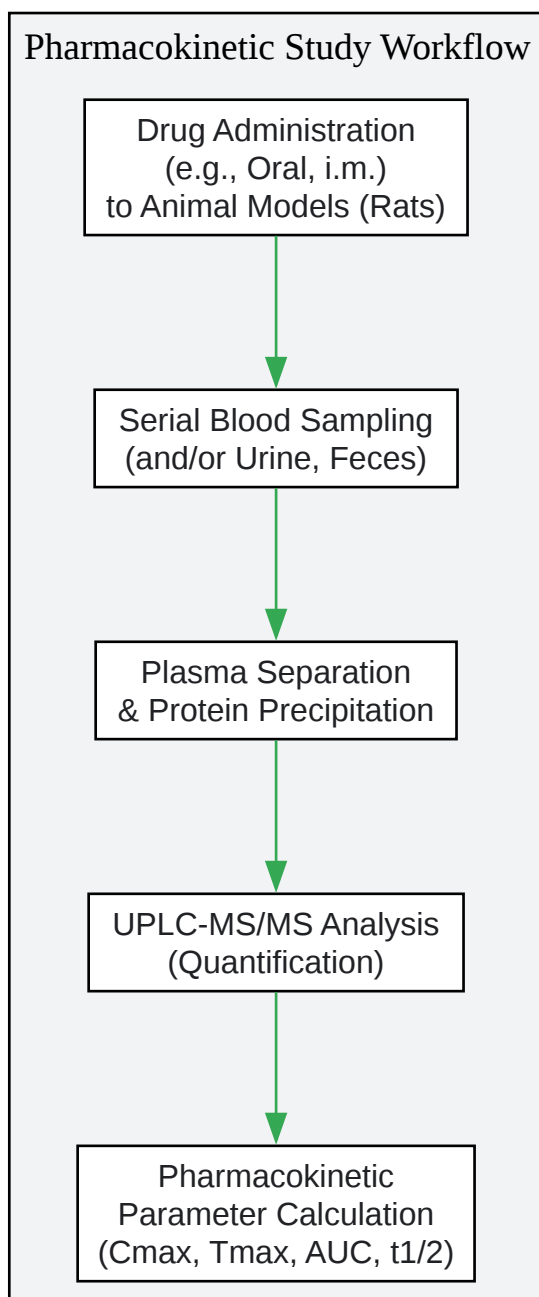 Pharmacokinetic Study Workflow
Drug Administration
(e.g., Oral, i.m.)
to Animal Models (Rats)
Serial Blood Sampling
(and/or Urine, Feces)
Plasma Separation
& Protein Precipitation
UPLC-MS/MS Analysis
(Quantification)
Pharmacokinetic
Parameter Calculation
(Cmax, Tmax, AUC, t1/2)